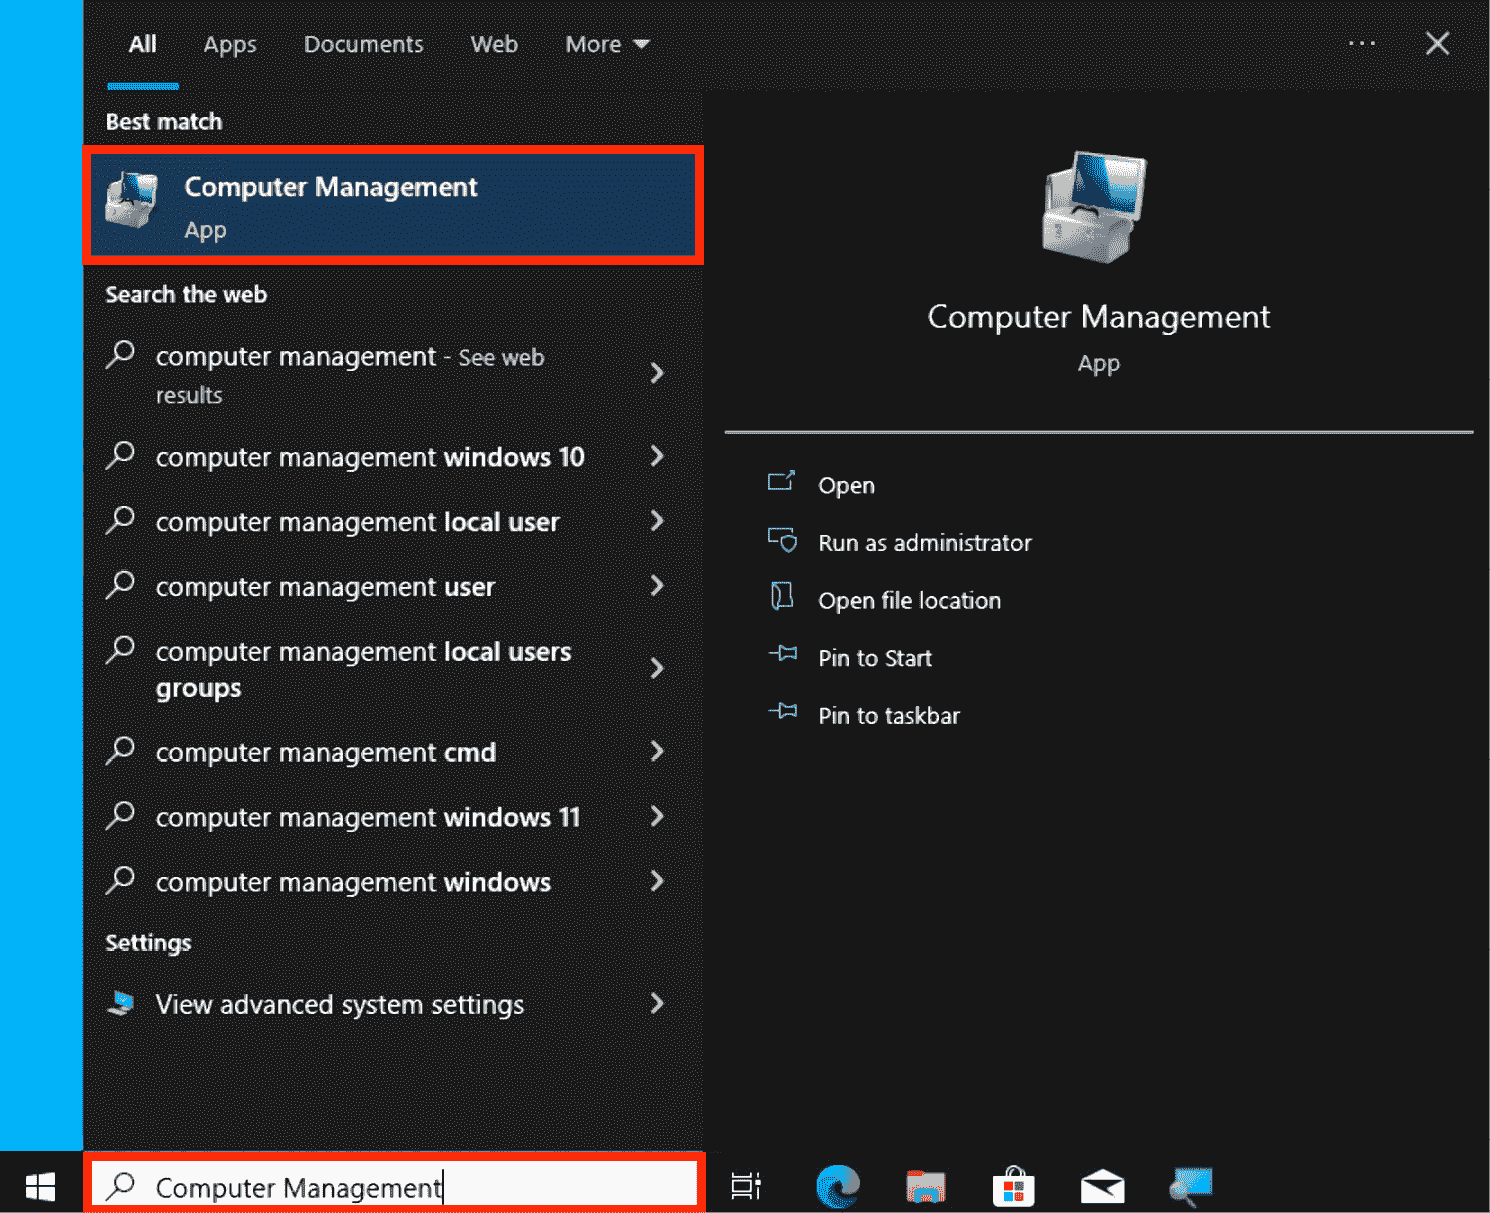 All Apps Documents Web More
Best match
Computer Management
App
Search the web
computer management - See web
results
computer management windows 10
computer management local user
computer management user
computer management local users
groups
computer management cmd
computer management windows 11
computer management windows
Settings
View advanced system settings
Computer Management
App
Open
Run as administrator
Open file location
Pin to Start
Pin to taskbar
Computer Management